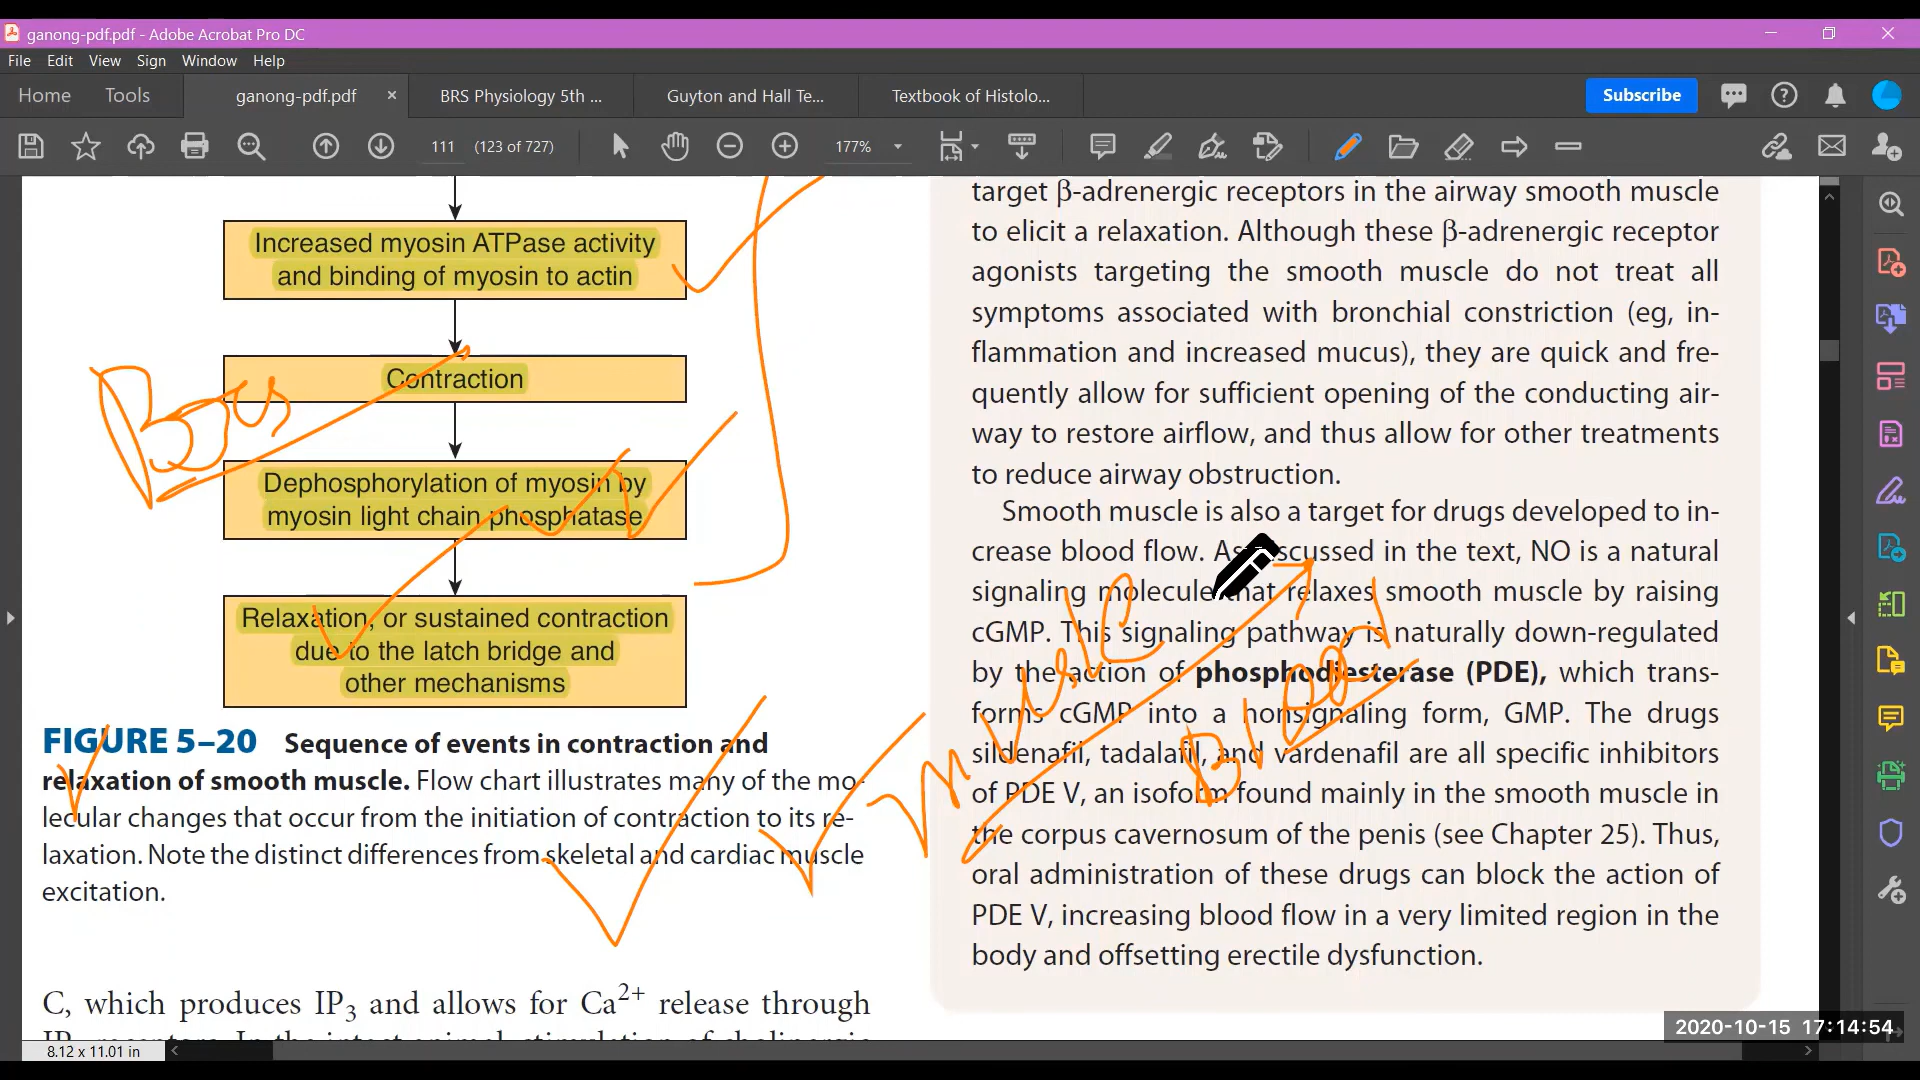 ganong-pdf.pdf - Adobe Acrobat Pro DC
File Edit View Sign Window Help
Home Tools ganong-pdf.pdf × BRS Physiology 5th ... Guyton and Hall Te... Textbook of Histolo... Subscribe
111 (123 of 727) 177%
Increased myosin ATPase activity
and binding of myosin to actin
Contraction
Dephosphorylation of myosin by
myosin light chain phosphatase
Relaxation, or sustained contraction
due to the latch bridge and
other mechanisms
FIGURE 5–20 Sequence of events in contraction and
relaxation of smooth muscle. Flow chart illustrates many of the mo-
lecular changes that occur from the initiation of contraction to its re-
laxation. Note the distinct differences from skeletal and cardiac muscle
excitation.
C, which produces IP3 and allows for Ca2+ release through
target β-adrenergic receptors in the airway smooth muscle
to elicit a relaxation. Although these β-adrenergic receptor
agonists targeting the smooth muscle do not treat all
symptoms associated with bronchial constriction (eg, in-
flammation and increased mucus), they are quick and fre-
quently allow for sufficient opening of the conducting air-
way to restore airflow, and thus allow for other treatments
to reduce airway obstruction.
Smooth muscle is also a target for drugs developed to in-
crease blood flow. As discussed in the text, NO is a natural
signaling molecule that relaxes smooth muscle by raising
cGMP. This signaling pathway is naturally down-regulated
by the action of phosphodiesterase (PDE), which trans-
forms cGMP into a nonsignaling form, GMP. The drugs
sildenafil, tadalafil, and vardenafil are all specific inhibitors
of PDE V, an isoform found mainly in the smooth muscle in
the corpus cavernosum of the penis (see Chapter 25). Thus,
oral administration of these drugs can block the action of
PDE V, increasing blood flow in a very limited region in the
body and offsetting erectile dysfunction.
muscle
Blood
2020-10-15 17:14:54
8.12 x 11.01 in